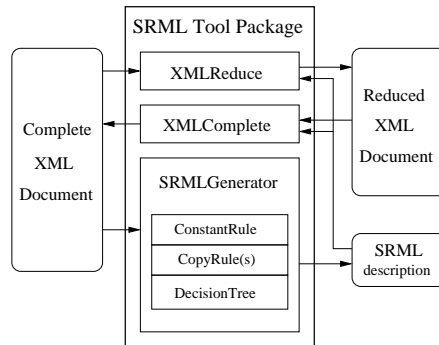 SRML Tool Package
XMLReduce
XMLComplete
SRMLGenerator
ConstantRule
CopyRule(s)
DecisionTree
Complete
XML
Document
Reduced
XML
Document
SRML
description